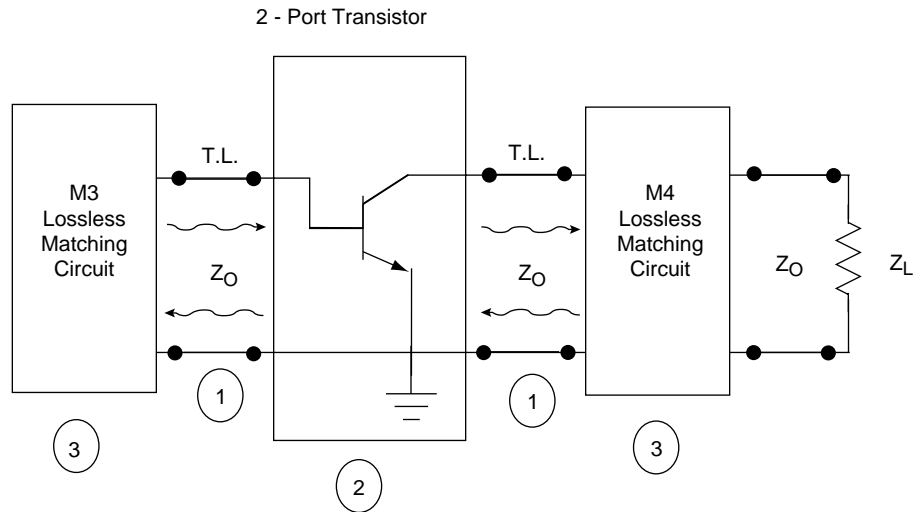 2 - Port Transistor
M3
Lossless
Matching
Circuit
T.L.
ZO
T.L.
ZO
M4
Lossless
Matching
Circuit
ZO
ZL
1
1
3
3
2